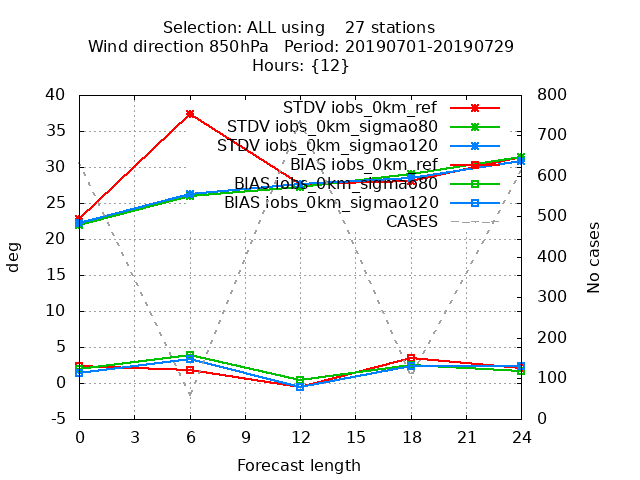 Selection: ALL using 27 stations
Wind direction 850hPa Period: 20190701-20190729
Hours: {12}
40 800
35 700
30 600
25 500
20 400
15 300
10 200
5 100
0 0
-5
STDV iobs_0km_ref
STDV iobs_0km_sigmao80
STDV iobs_0km_sigmao120
BIAS iobs_0km_ref
BIAS iobs_0km_sigmao80
BIAS iobs_0km_sigmao120
CASES
deg
No cases
0 3 6 9 12 15 18 21 24
Forecast length